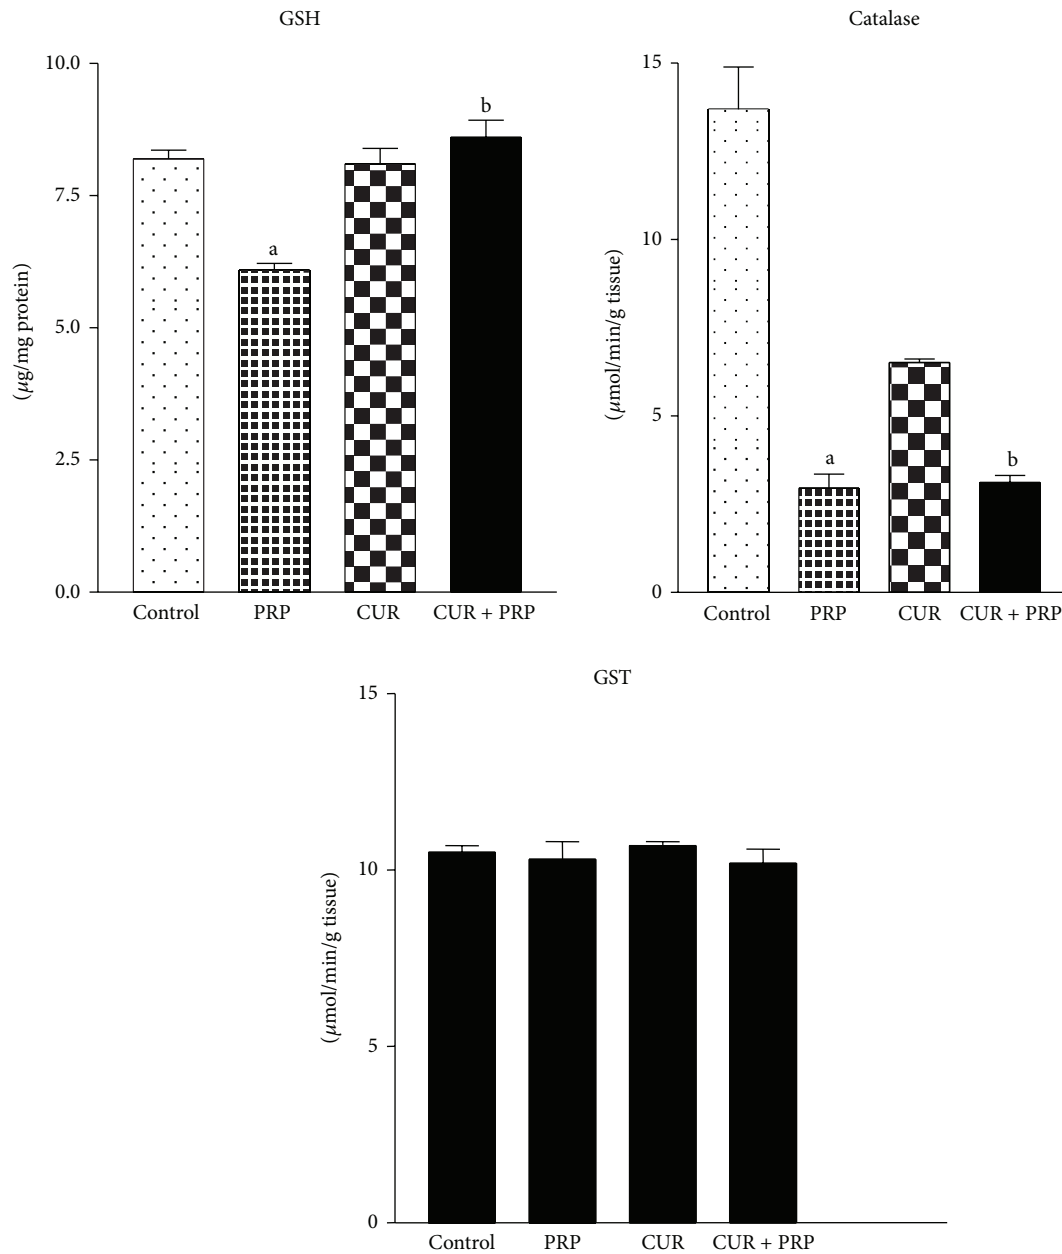 GSH
10.0
7.5
5.0
2.5
0.0
(μg/mg protein)
a
b
Control PRP CUR CUR + PRP
Catalase
15
10
5
0
(μmol/min/g tissue)
a
b
Control PRP CUR CUR + PRP
GST
15
10
5
0
(μmol/min/g tissue)
Control PRP CUR CUR + PRP